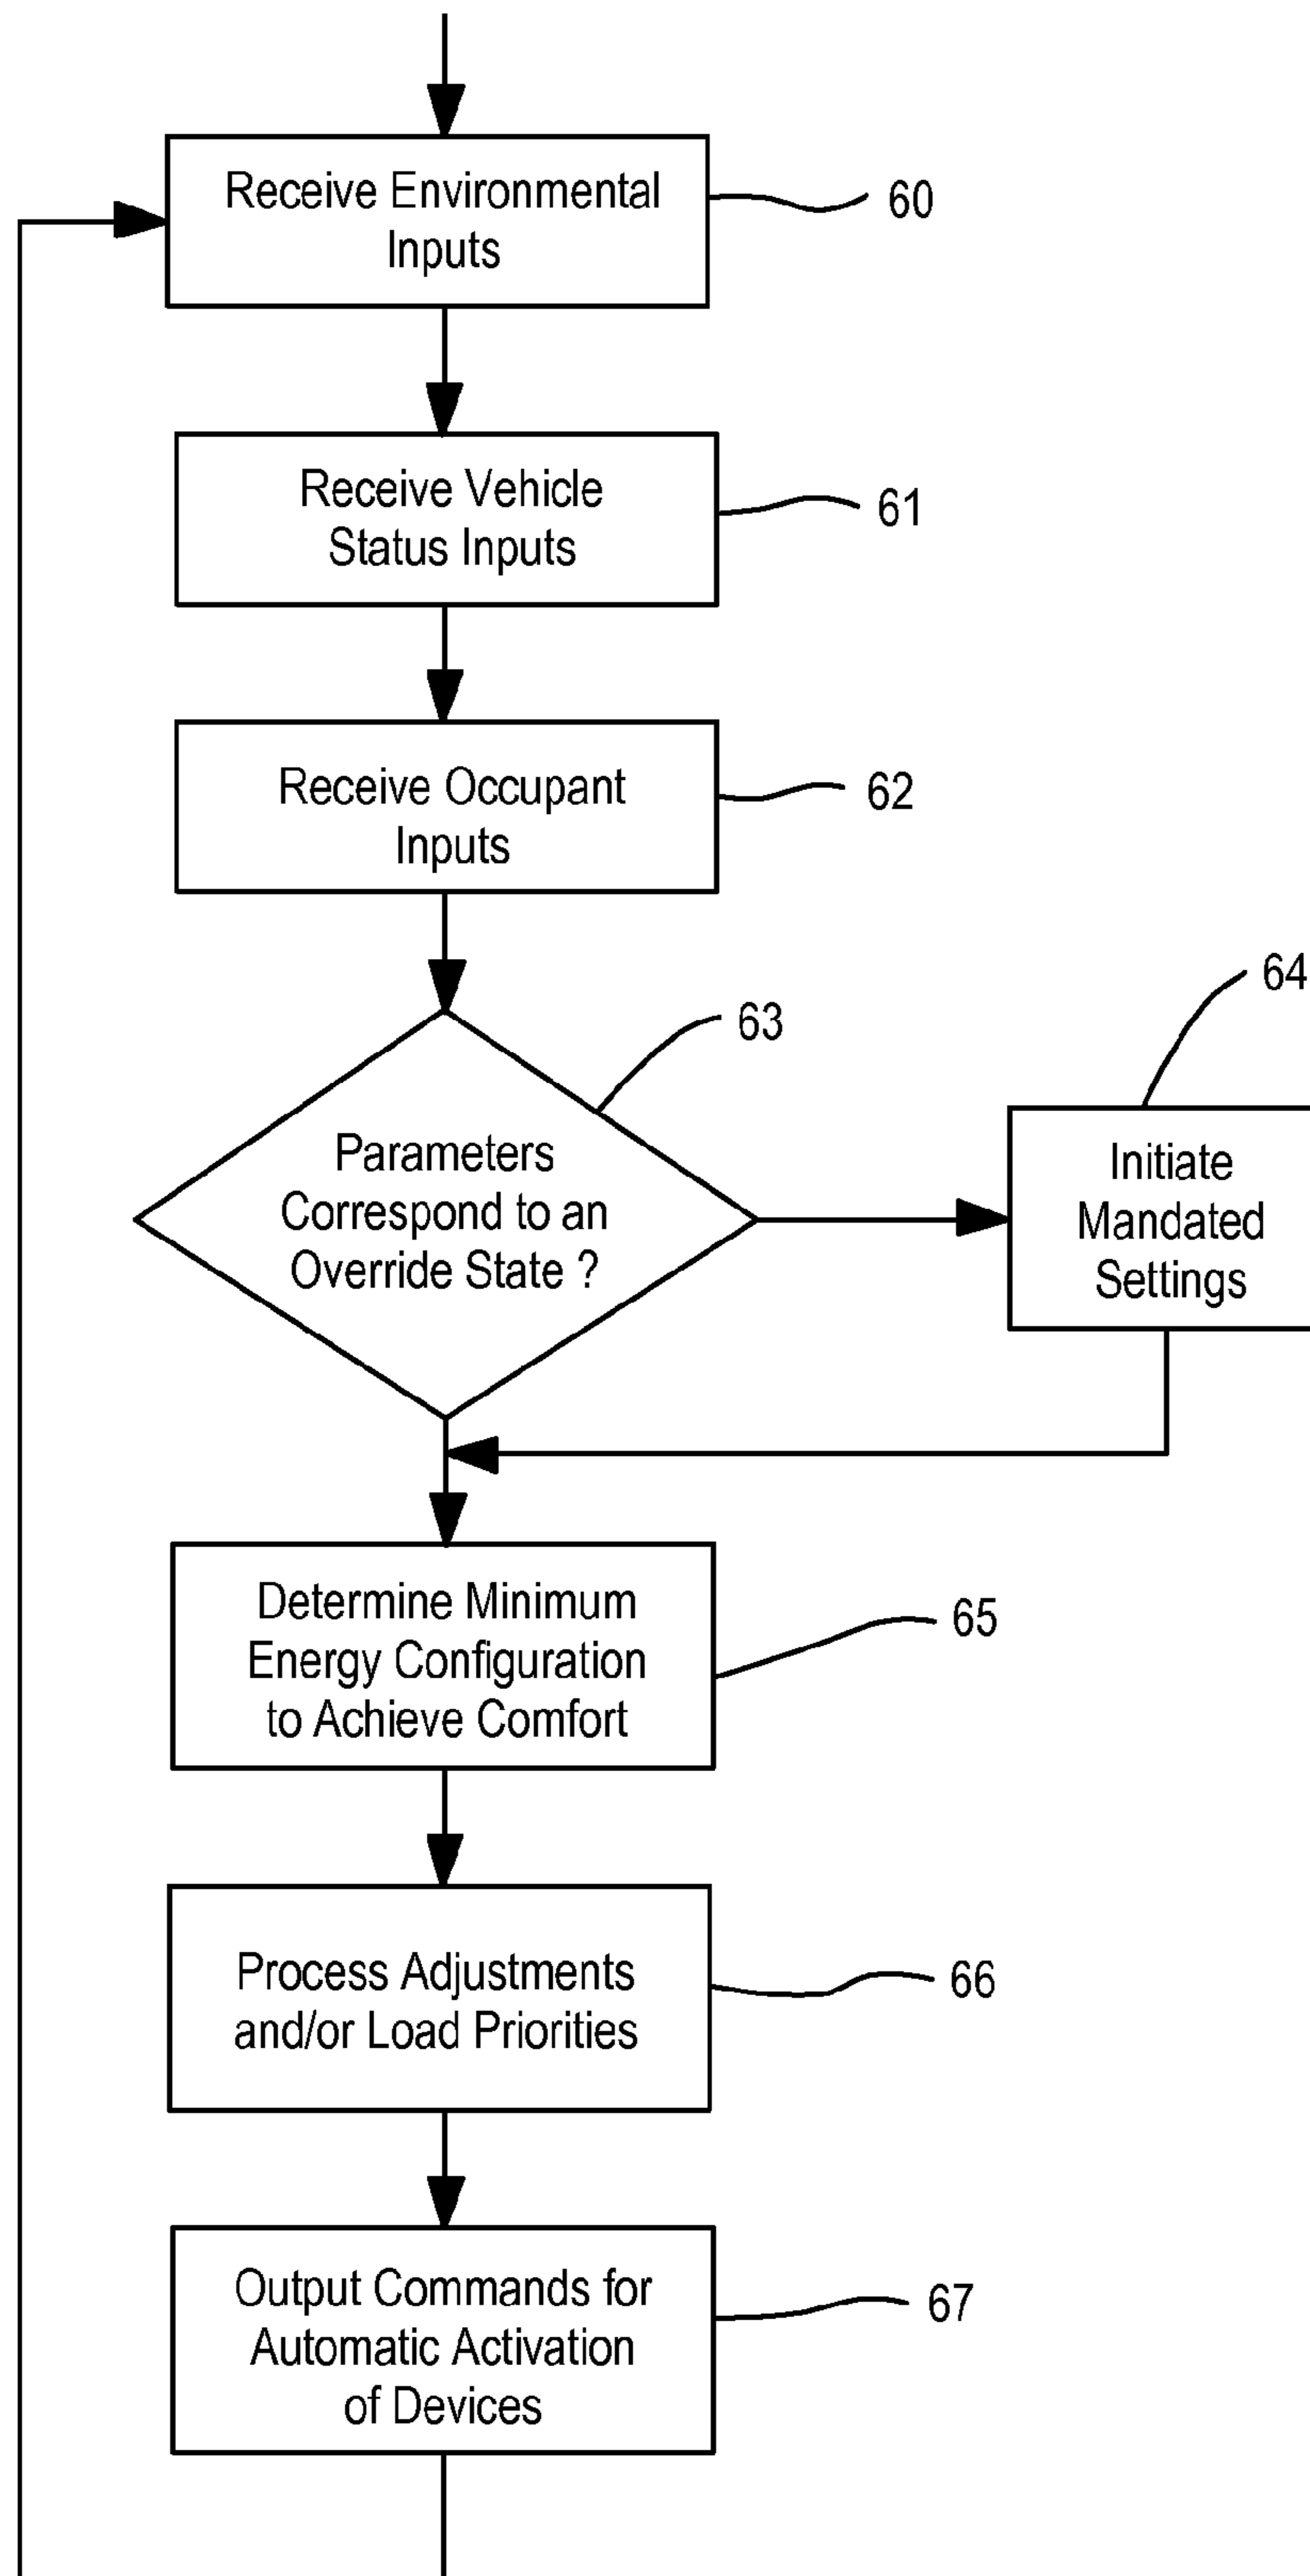 Receive Environmental
Inputs
60
Receive Vehicle
Status Inputs
61
Receive Occupant
Inputs
62
63
64
Parameters
Correspond to an
Override State ?
Initiate
Mandated
Settings
Determine Minimum
Energy Configuration
to Achieve Comfort
65
Process Adjustments
and/or Load Priorities
66
Output Commands for
Automatic Activation
of Devices
67